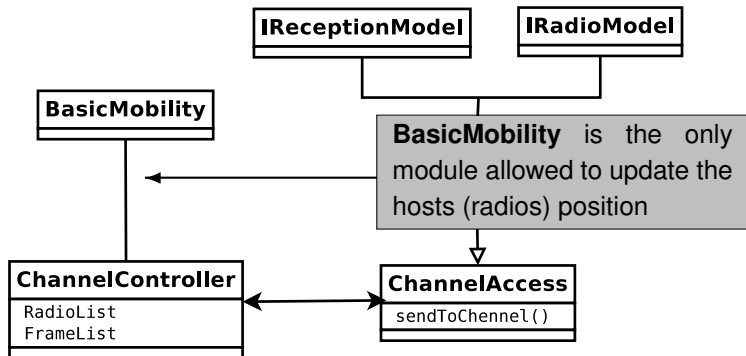 IReceptionModel
IRadioModel
BasicMobility
BasicMobility is the only
module allowed to update the
hosts (radios) position
ChannelController
RadioList
FrameList
ChannelAccess
sendToChennel()